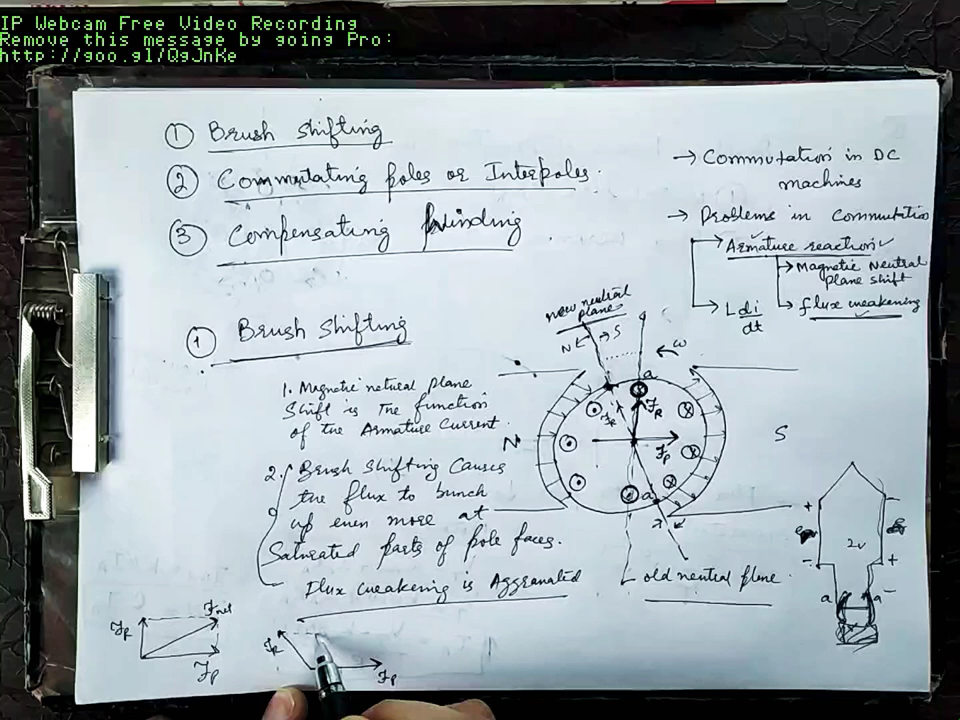 IP Webcam Free Video Recording
Remove this message by going Pro:
http://goo.gl/QgJnKe
① Brush shifting
② Commutating poles or Interpoles.
③ Compensating Winding
→ Commutation in DC
machines
→ Problems in commutation
→ Armature reaction ✓
→ Magnetic Neutral
Plane shift
→ flux weakening
→ L di/dt
① Brush Shifting
new neutral
plane
N S
ω
1. Magnetic netural plane
Shift is the function
of the Armature Current.
a
F_R
F_R
F_P
N
S
a
2. Brush Shifting Causes
the flux to bunch
up even more at
Saturated parts of pole faces.
Flux weakening is Aggranated
old neutral plane
+ -
2v
- +
a a
F_R F_net
F_P
F_R
F_P